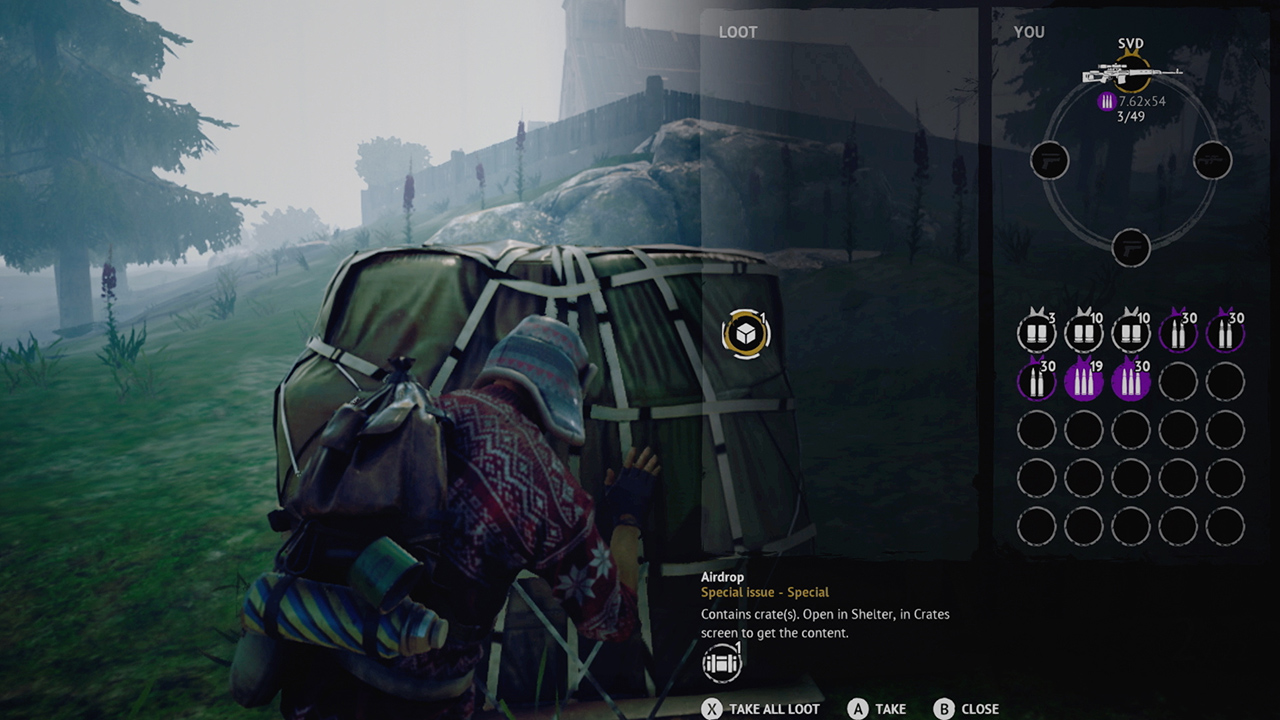 LOOT
YOU
SVD
7.62x54
3/49
1
3 10 10 30 30
30 19 30
Airdrop
Special issue - Special
Contains crate(s). Open in Shelter, in Crates
screen to get the content.
1
X TAKE ALL LOOT A TAKE B CLOSE